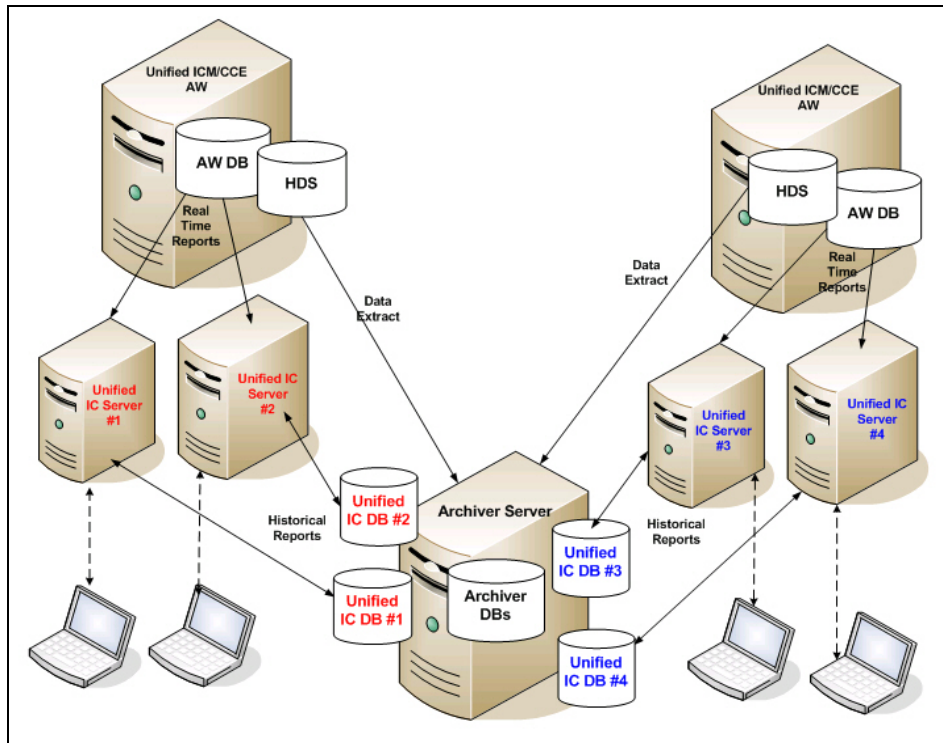 Unified ICM/CCE
AW
AW DB
HDS
Real
Time
Reports
Data
Extract
Unified ICM/CCE
AW
HDS
AW DB
Real
Time
Reports
Data
Extract
Unified
IC Server
#1
Unified IC
Server
#2
Unified
IC Server
#3
Unified IC
Server
#4
Historical
Reports
Unified
IC DB #2
Unified
IC DB #1
Archiver Server
Archiver
DBs
Unified
IC DB #3
Unified
IC DB #4
Historical
Reports